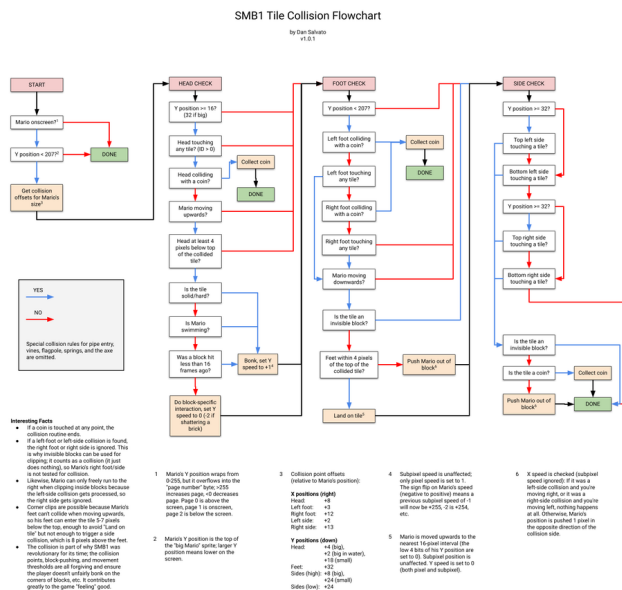 SMB1 Tile Collision Flowchart
by Dan Salvato
v1.0.1
START
Mario onscreen?¹
Y position < 207?²
DONE
Get collision
offsets for Mario's
size³
HEAD CHECK
Y position >= 16?
(32 if big)
Head touching
any tile? (ID > 0)
Head colliding
with a coin?
Collect coin
DONE
Mario moving
upwards?
Head at least 4
pixels below top
of the collided
tile?
Is the tile
solid/hard?
Is Mario
swimming?
Was a block hit
less than 16
frames ago?
Bonk, set Y
speed to +1⁴
Do block-specific
interaction, set Y
speed to 0 (-2 if
shattering a
brick)
FOOT CHECK
Y position < 207?
Left foot colliding
with a coin?
Collect coin
DONE
Left foot touching
any tile?
Right foot colliding
with a coin?
Right foot touching
any tile?
Mario moving
downwards?
Is the tile an
invisible block?
Feet within 4 pixels
of the top of the
collided tile?
Push Mario out of
block⁶
Land on tile⁵
SIDE CHECK
Y position >= 32?
Top left side
touching a tile?
Bottom left side
touching a tile?
Y position >= 32?
Top right side
touching a tile?
Bottom right side
touching a tile?
Is the tile an
invisible block?
Is the tile a coin?
Collect coin
Push Mario out of
block⁶
DONE
YES
NO
Special collision rules for pipe entry,
vines, flagpole, springs, and the axe
are omitted.
Interesting Facts
● If a coin is touched at any point, the
collision routine ends.
● If a left-foot or left-side collision is found,
the right foot or right side is ignored. This
is why invisible blocks can be used for
clipping; it counts as a collision (it just
does nothing), so Mario's right foot/side
is not tested for collision.
● Likewise, Mario can only freely run to the
right when clipping inside blocks because
the left-side collision gets processed, so
the right side gets ignored.
● Corner clips are possible because Mario's
feet can't collide when moving upwards,
so his feet can enter the tile 5-7 pixels
below the top, enough to avoid "Land on
tile" but not enough to trigger a side
collision, which is 8 pixels above the feet.
● The collision is part of why SMB1 was
revolutionary for its time; the collision
points, block-pushing, and movement
thresholds are all forgiving and ensure
the player doesn't unfairly bonk on the
corners of blocks, etc. It contributes
greatly to the game "feeling" good.
1 Mario's Y position wraps from
0-255, but it overflows into the
"page number" byte; >255
increases page, <0 decreases
page. Page 0 is above the
screen, page 1 is onscreen,
page 2 is below the screen.
2 Mario's Y position is the top of
the "big Mario" sprite; larger Y
position means lower on the
screen.
3 Collision point offsets
(relative to Mario's position):
X positions (right)
Head: +8
Left foot: +3
Right foot: +12
Left side: +2
Right side: +13
Y positions (down)
Head: +4 (big),
+2 (big in water),
+18 (small)
Feet: +32
Sides (high): +8 (big),
+24 (small)
Sides (low): +24
4 Subpixel speed is unaffected;
only pixel speed is set to 1.
The sign flip on Mario's speed
(negative to positive) means a
previous subpixel speed of -1
will now be +255, -2 is +254,
etc.
5 Mario is moved upwards to the
nearest 16-pixel interval (the
low 4 bits of his Y position are
set to 0). Subpixel position is
unaffected. Y speed is set to 0
(both pixel and subpixel).
6 X speed is checked (subpixel
speed ignored): If it was a
left-side collision and you're
moving right, or it was a
right-side collision and you're
moving left, nothing happens
at all. Otherwise, Mario's
position is pushed 1 pixel in
the opposite direction of the
collision side.